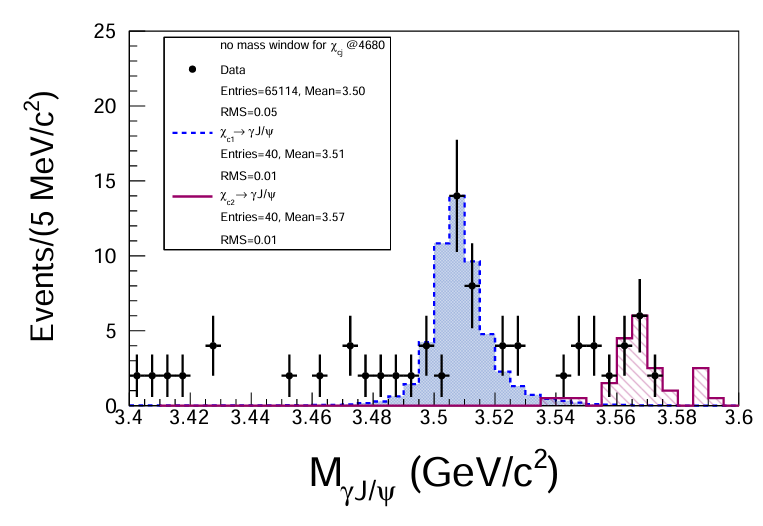 25
20
15
10
5
0
Events/(5 MeV/c²)
no mass window for χcj @4680
Data
Entries=65114, Mean=3.50
RMS=0.05
χc1→ γJ/ψ
Entries=40, Mean=3.51
RMS=0.01
χc2→ γJ/ψ
Entries=40, Mean=3.57
RMS=0.01
3.4 3.42 3.44 3.46 3.48 3.5 3.52 3.54 3.56 3.58 3.6
MγJ/ψ (GeV/c²)